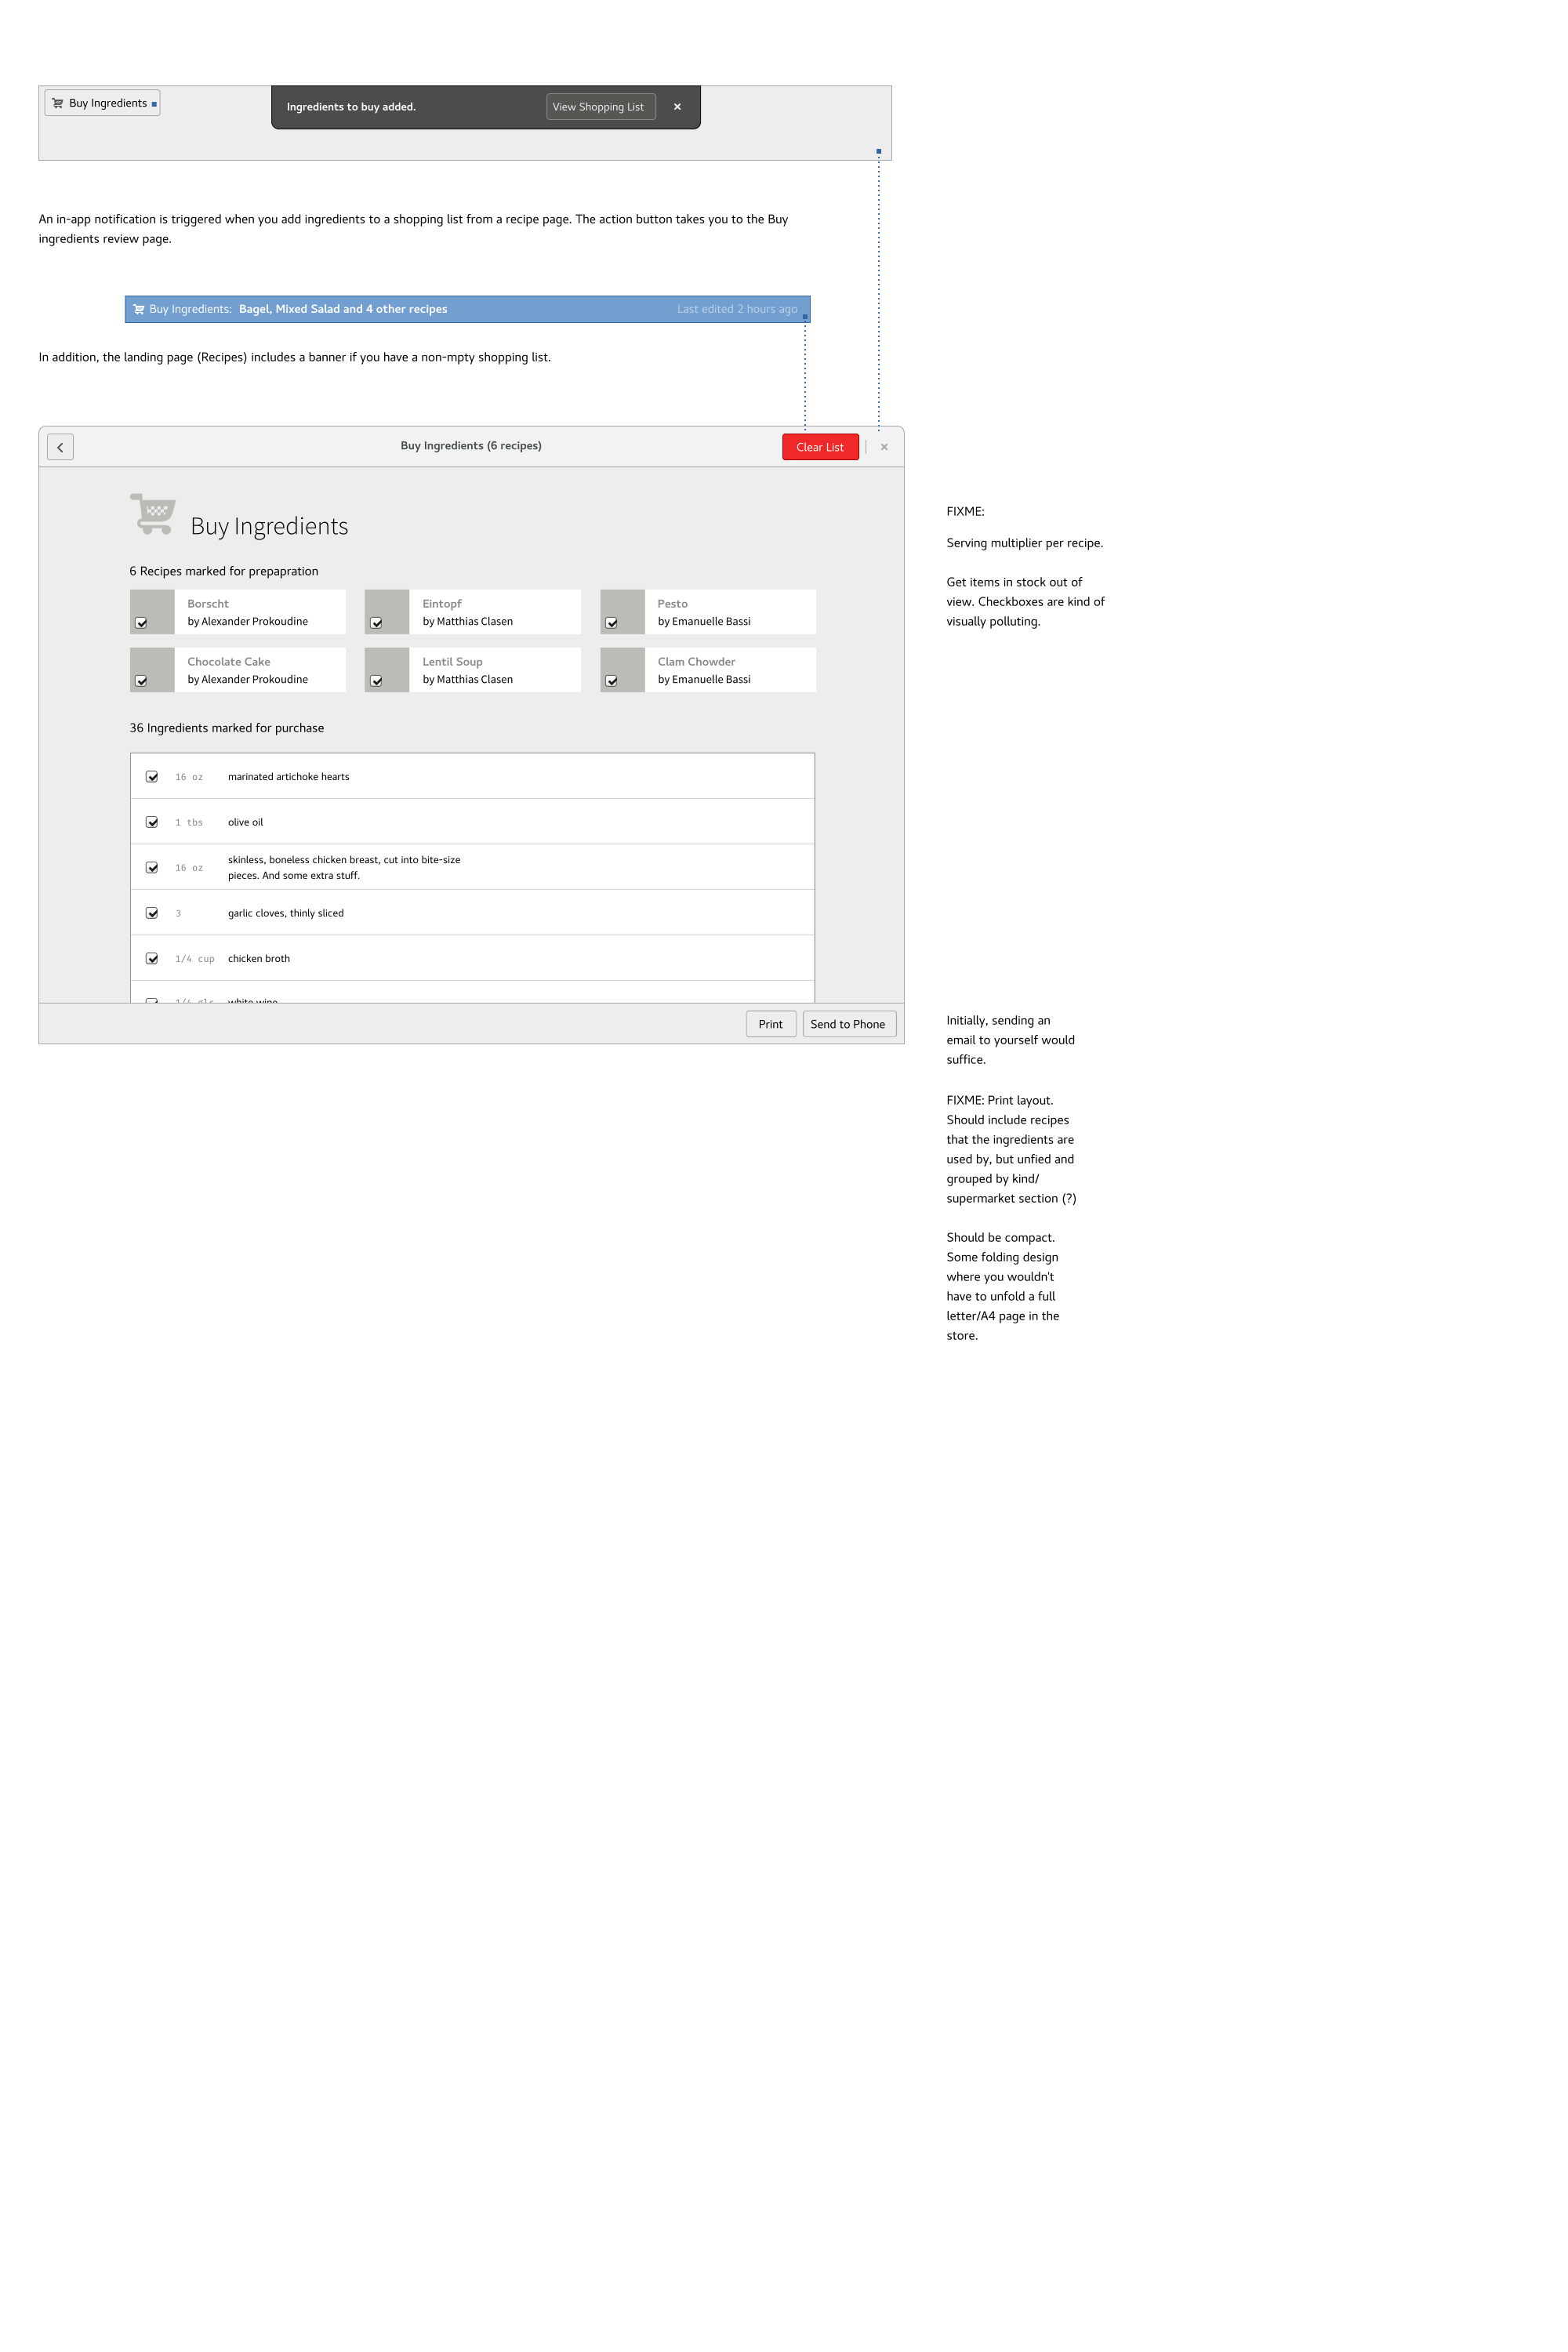 Buy Ingredients
Ingredients to buy added.
View Shopping List
An in-app notification is triggered when you add ingredients to a shopping list from a recipe page. The action button takes you to the Buy
ingredients review page.
Buy Ingredients: Bagel, Mixed Salad and 4 other recipes
Last edited 2 hours ago
In addition, the landing page (Recipes) includes a banner if you have a non-mpty shopping list.
Buy Ingredients (6 recipes)
Clear List
Buy Ingredients
6 Recipes marked for prepapration
Borscht
by Alexander Prokoudine
Eintopf
by Matthias Clasen
Pesto
by Emanuelle Bassi
Chocolate Cake
by Alexander Prokoudine
Lentil Soup
by Matthias Clasen
Clam Chowder
by Emanuelle Bassi
36 Ingredients marked for purchase
16 oz marinated artichoke hearts
1 tbs olive oil
16 oz skinless, boneless chicken breast, cut into bite-size
pieces. And some extra stuff.
3 garlic cloves, thinly sliced
1/4 cup chicken broth
1/4 gls white wine
Print
Send to Phone
FIXME:
Serving multiplier per recipe.
Get items in stock out of
view. Checkboxes are kind of
visually polluting.
Initially, sending an
email to yourself would
suffice.
FIXME: Print layout.
Should include recipes
that the ingredients are
used by, but unfied and
grouped by kind/
supermarket section (?)
Should be compact.
Some folding design
where you wouldn't
have to unfold a full
letter/A4 page in the
store.